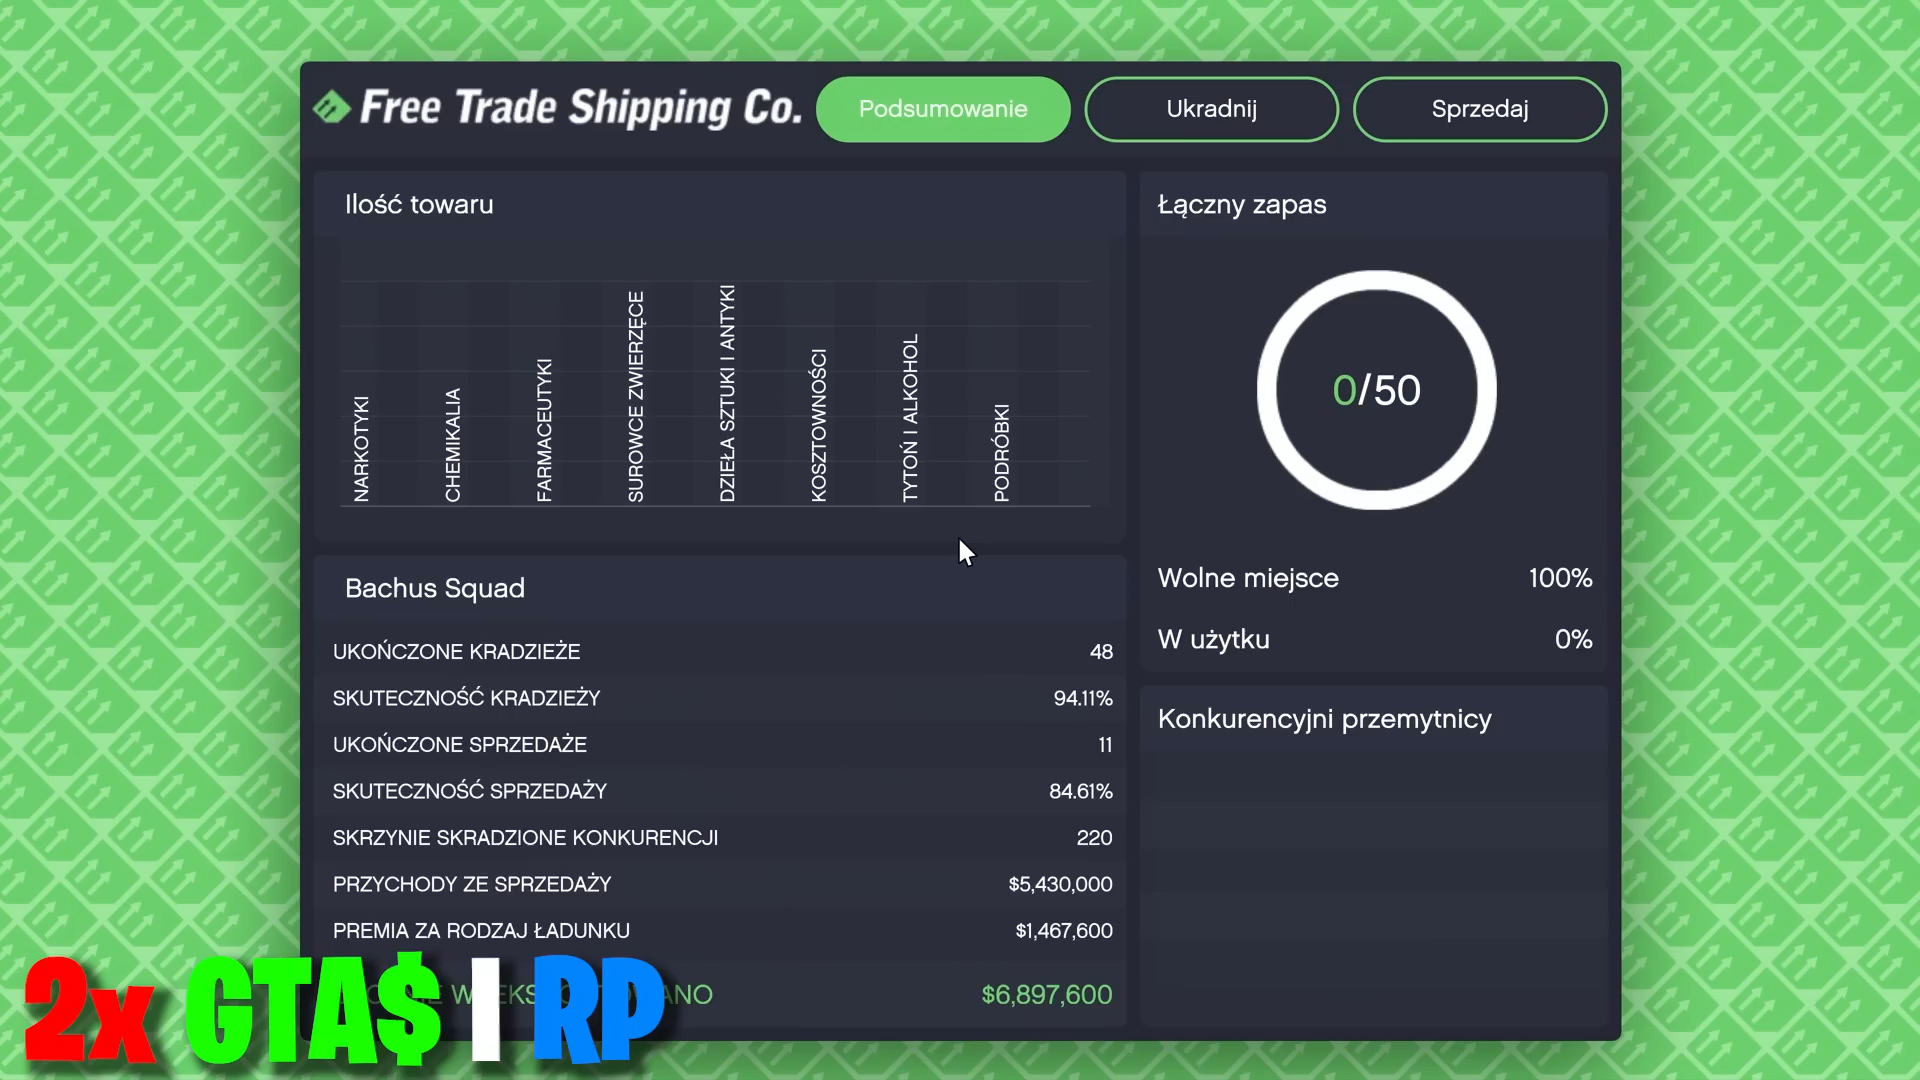 Free Trade Shipping Co.
Podsumowanie
Ukradnij
Sprzedaj
Ilość towaru
NARKOTYKI
CHEMIKALIA
FARMACEUTYKI
SUROWCE ZWIERZĘCE
DZIEŁA SZTUKI I ANTYKI
KOSZTOWNOŚCI
TYTOŃ I ALKOHOL
PODRÓBKI
Łączny zapas
0/50
Wolne miejsce 100%
W użytku 0%
Bachus Squad
UKOŃCZONE KRADZIEŻE 48
SKUTECZNOŚĆ KRADZIEŻY 94.11%
UKOŃCZONE SPRZEDAŻE 11
SKUTECZNOŚĆ SPRZEDAŻY 84.61%
SKRZYNIE SKRADZIONE KONKURENCJI 220
PRZYCHODY ZE SPRZEDAŻY $5,430,000
PREMIA ZA RODZAJ ŁADUNKU $1,467,600
$6,897,600
Konkurencyjni przemytnicy
2x GTA$ | RP